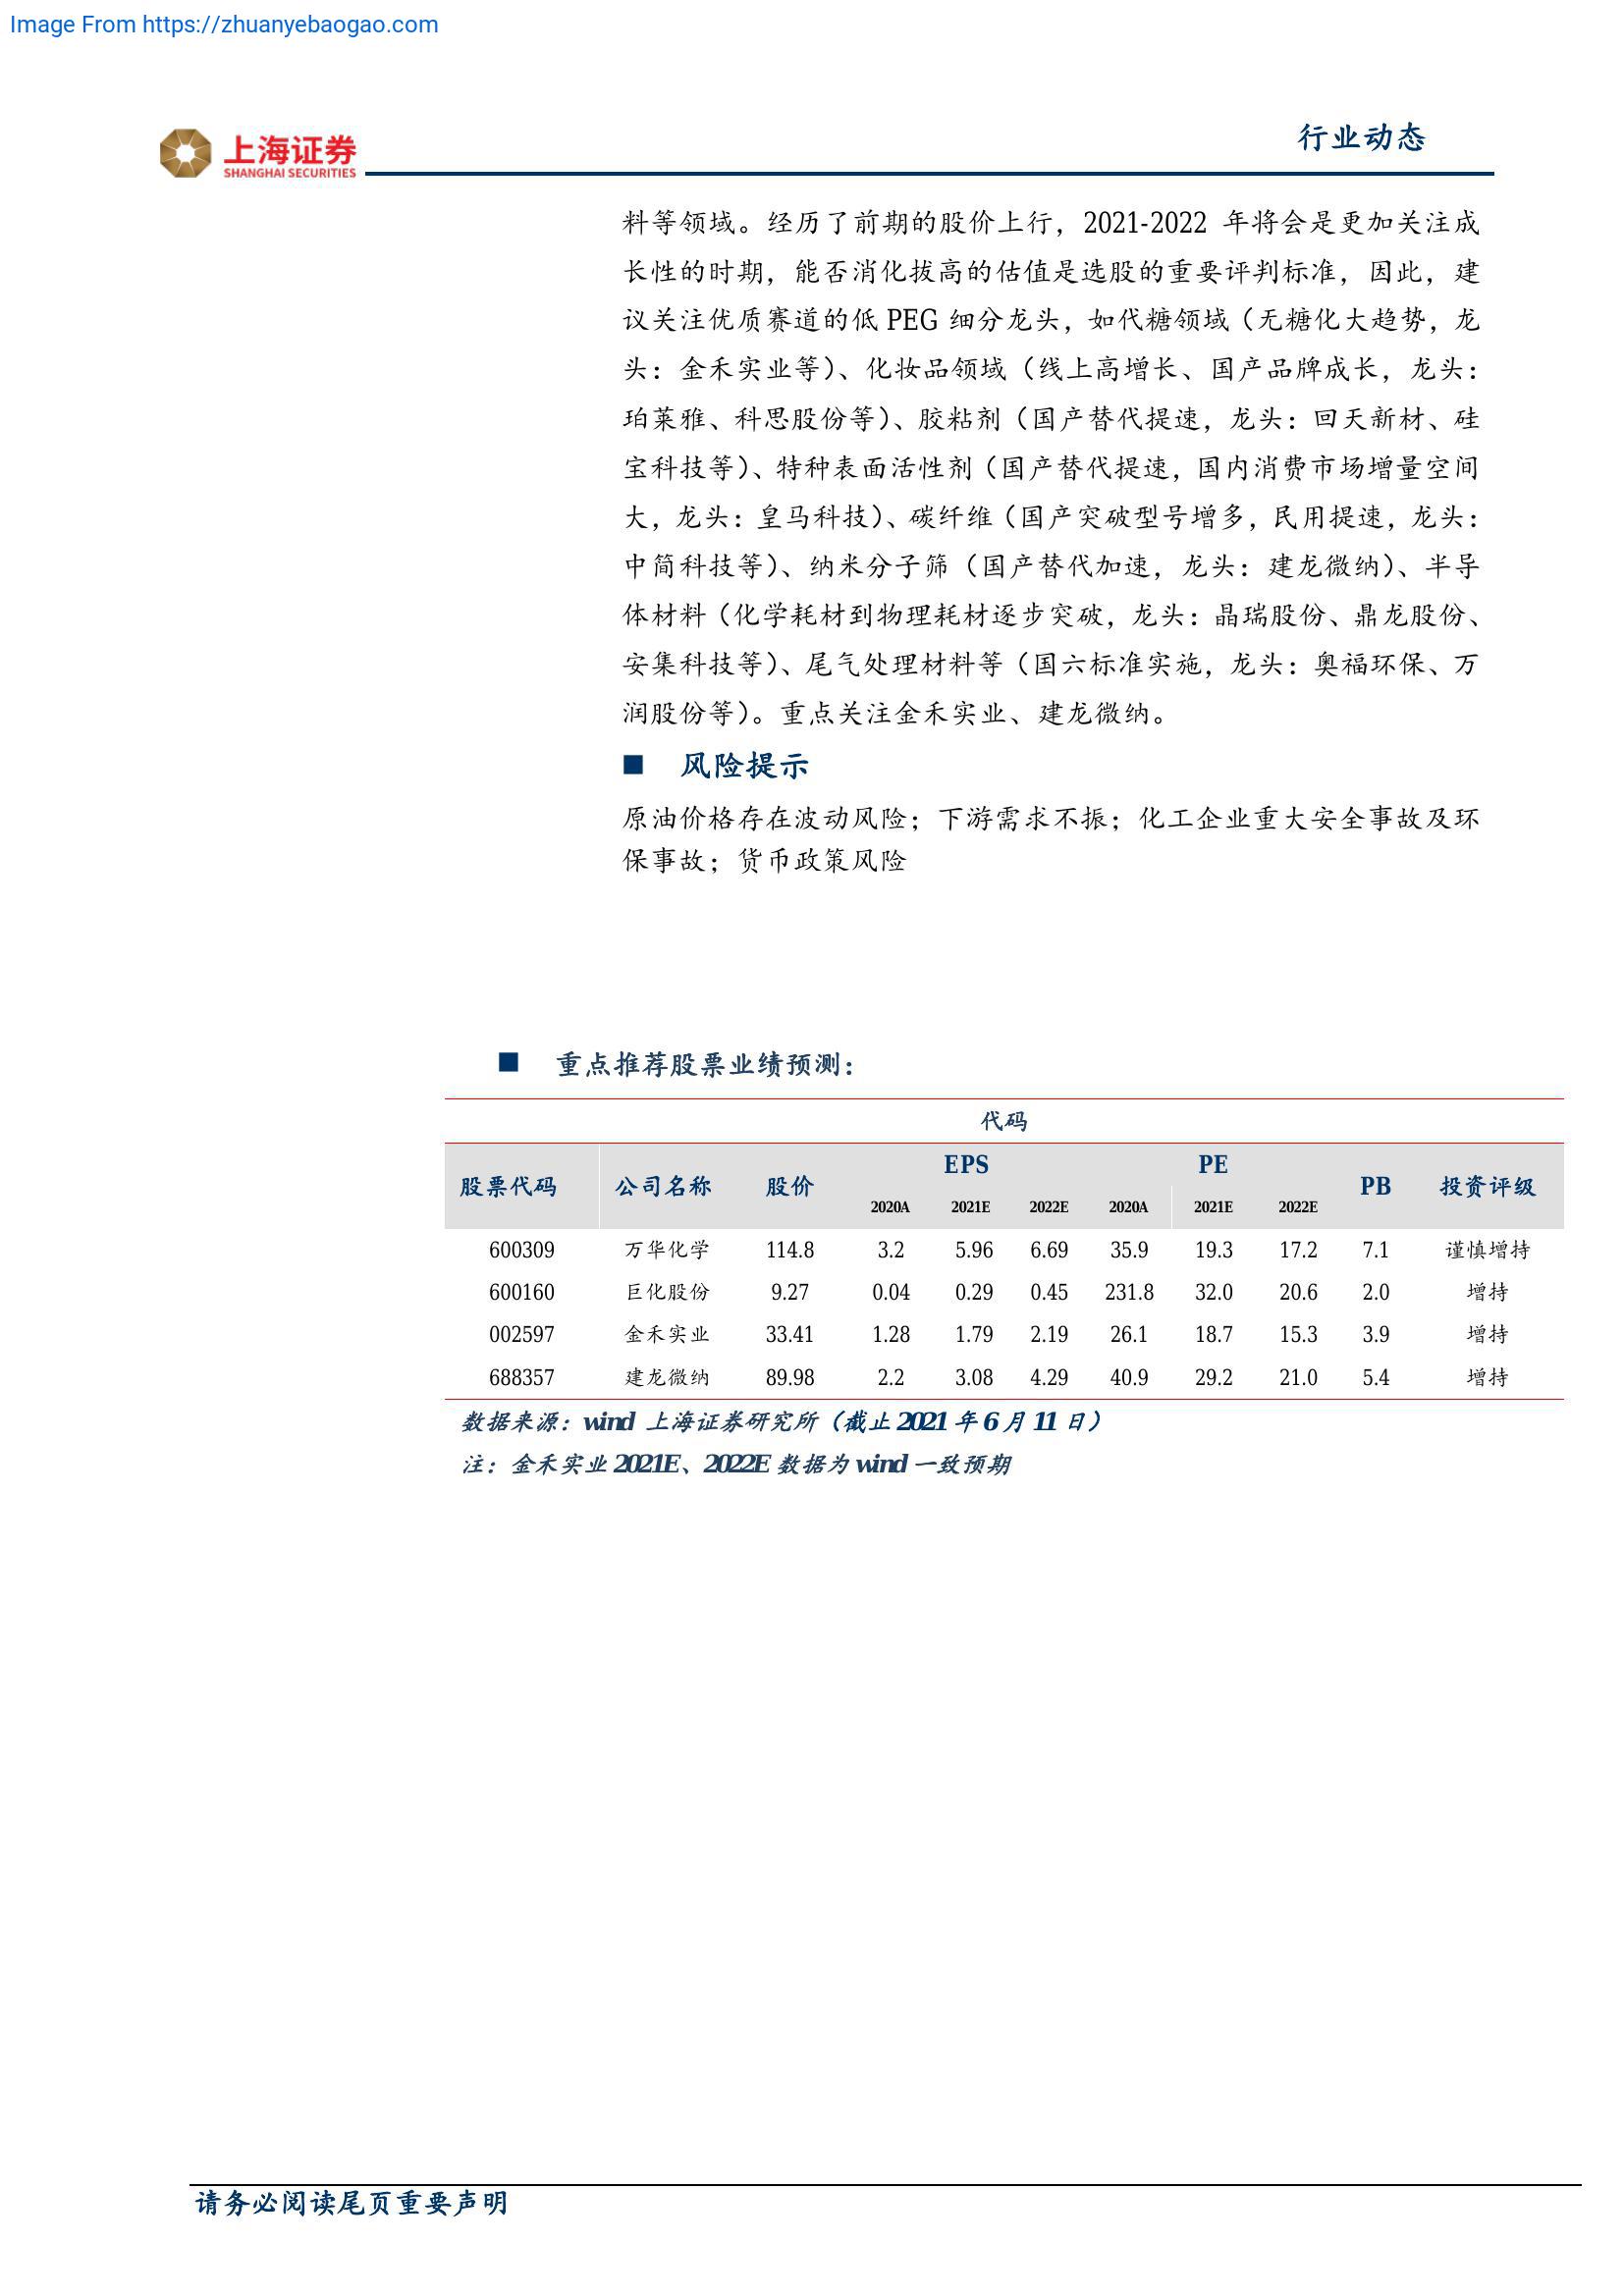 Image From https://zhuanyebaogao.com
行业动态
上海证券
SHANGHAI SECURITIES
料等领域。经历了前期的股价上行，2021-2022 年将会是更加关注成
长性的时期，能否消化拔高的估值是选股的重要评判标准，因此，建
议关注优质赛道的低 PEG 细分龙头，如代糖领域（无糖化大趋势，龙
头：金禾实业等）、化妆品领域（线上高增长、国产品牌成长，龙头：
珀莱雅、科思股份等）、胶粘剂（国产替代提速，龙头：回天新材、硅
宝科技等）、特种表面活性剂（国产替代提速，国内消费市场增量空间
大，龙头：皇马科技）、碳纤维（国产突破型号增多，民用提速，龙头：
中简科技等）、纳米分子筛（国产替代加速，龙头：建龙微纳）、半导
体材料（化学耗材到物理耗材逐步突破，龙头：晶瑞股份、鼎龙股份、
安集科技等）、尾气处理材料等（国六标准实施，龙头：奥福环保、万
润股份等）。重点关注金禾实业、建龙微纳。
■ 风险提示
原油价格存在波动风险；下游需求不振；化工企业重大安全事故及环
保事故；货币政策风险
■ 重点推荐股票业绩预测：
代码
股票代码 公司名称 股价 EPS PE PB 投资评级
2020A 2021E 2022E 2020A 2021E 2022E
600309 万华化学 114.8 3.2 5.96 6.69 35.9 19.3 17.2 7.1 谨慎增持
600160 巨化股份 9.27 0.04 0.29 0.45 231.8 32.0 20.6 2.0 增持
002597 金禾实业 33.41 1.28 1.79 2.19 26.1 18.7 15.3 3.9 增持
688357 建龙微纳 89.98 2.2 3.08 4.29 40.9 29.2 21.0 5.4 增持
数据来源：wind 上海证券研究所（截止 2021 年 6 月 11 日）
注：金禾实业 2021E、2022E 数据为 wind 一致预期
请务必阅读尾页重要声明